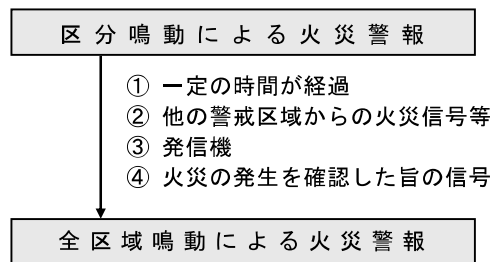 区分鳴動による火災警報
① 一定の時間が経過
② 他の警戒区域からの火災信号等
③ 発信機
④ 火災の発生を確認した旨の信号
全区域鳴動による火災警報